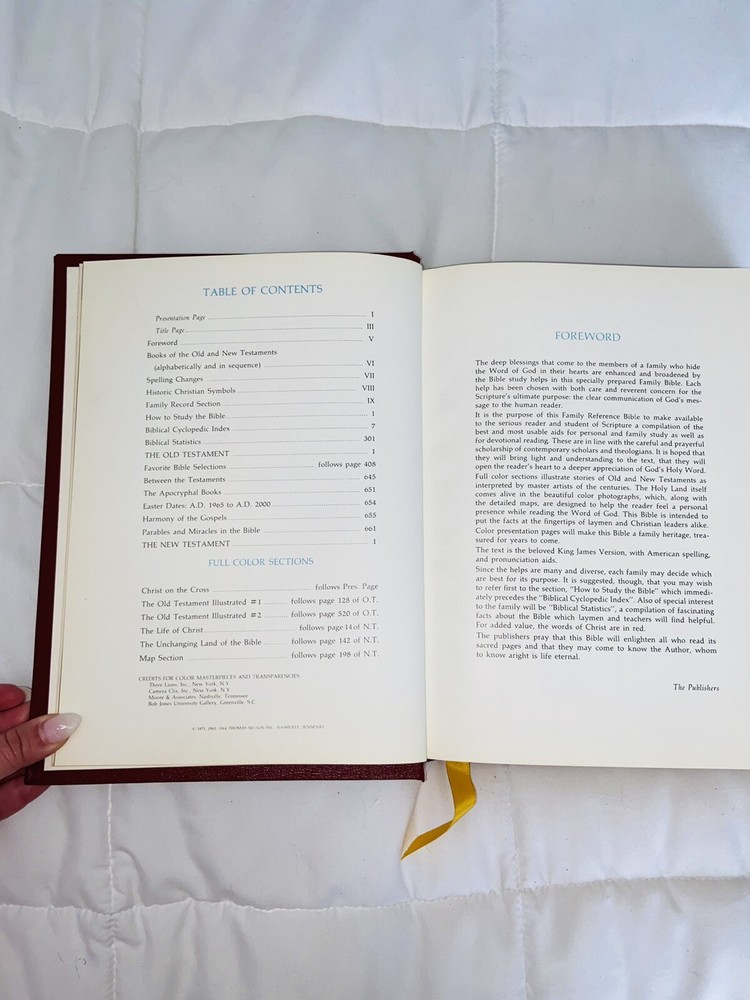 TABLE OF CONTENTS
Presentation Page I
Title Page III
Foreword V
Books of the Old and New Testaments
(alphabetically and in sequence) VI
Spelling Changes VII
Historic Christian Symbols VIII
Family Record Section IX
How to Study the Bible 1
Biblical Cyclopedic Index 7
Biblical Statistics 301
THE OLD TESTAMENT 1
Favorite Bible Selections follows page 408
Between the Testaments 645
The Apocryphal Books 651
Easter Dates: A.D. 1965 to A.D. 2000 654
Harmony of the Gospels 655
Parables and Miracles in the Bible 661
THE NEW TESTAMENT 1
FULL COLOR SECTIONS
Christ on the Cross follows Pres. Page
The Old Testament Illustrated #1 follows page 128 of O.T.
The Old Testament Illustrated #2 follows page 520 of O.T.
The Life of Christ follows page 14 of N.T.
The Unchanging Land of the Bible follows page 142 of N.T.
Map Section follows page 198 of N.T.
CREDITS FOR COLOR MASTERPIECES AND TRANSPARENCIES
Three Lions, Inc., New York, N.Y.
Camera Clix, Inc., New York, N.Y.
Moore & Associates, Nashville, Tennessee
Bob Jones University Gallery, Greenville, S.C.
THOMAS NELSON INC. NASHVILLE, TENNESSEE
FOREWORD
The deep blessings that come to the members of a family who hide
the Word of God in their hearts are enhanced and broadened by
the Bible study helps in this specially prepared Family Bible. Each
help has been chosen with both care and reverent concern for the
Scripture's ultimate purpose: the clear communication of God's mes-
sage to the human reader.
It is the purpose of this Family Reference Bible to make available
to the serious reader and student of Scripture a compilation of the
best and most usable aids for personal and family study as well as
for devotional reading. These are in line with the careful and prayerful
scholarship of contemporary scholars and theologians. It is hoped that
they will bring light and understanding to the text, that they will
open the reader's heart to a deeper appreciation of God's Holy Word.
Full color sections illustrate stories of Old and New Testaments as
interpreted by master artists of the centuries. The Holy Land itself
comes alive in the beautiful color photographs, which, along with
the detailed maps, are designed to help the reader feel a personal
presence while reading the Word of God. This Bible is intended to
put the facts at the fingertips of laymen and Christian leaders alike.
Color presentation pages will make this Bible a family heritage, trea-
sured for years to come.
The text is the beloved King James Version, with American spelling,
and pronunciation aids.
Since the helps are many and diverse, each family may decide which
are best for its purpose. It is suggested, though, that you may wish
to refer first to the section, "How to Study the Bible" which immedi-
ately precedes the "Biblical Cyclopedic Index". Also of special interest
to the family will be "Biblical Statistics", a compilation of fascinating
facts about the Bible which laymen and teachers will find helpful.
For added value, the words of Christ are in red.
The publishers pray that this Bible will enlighten all who read its
sacred pages and that they may come to know the Author, whom
to know aright is life eternal.
The Publishers